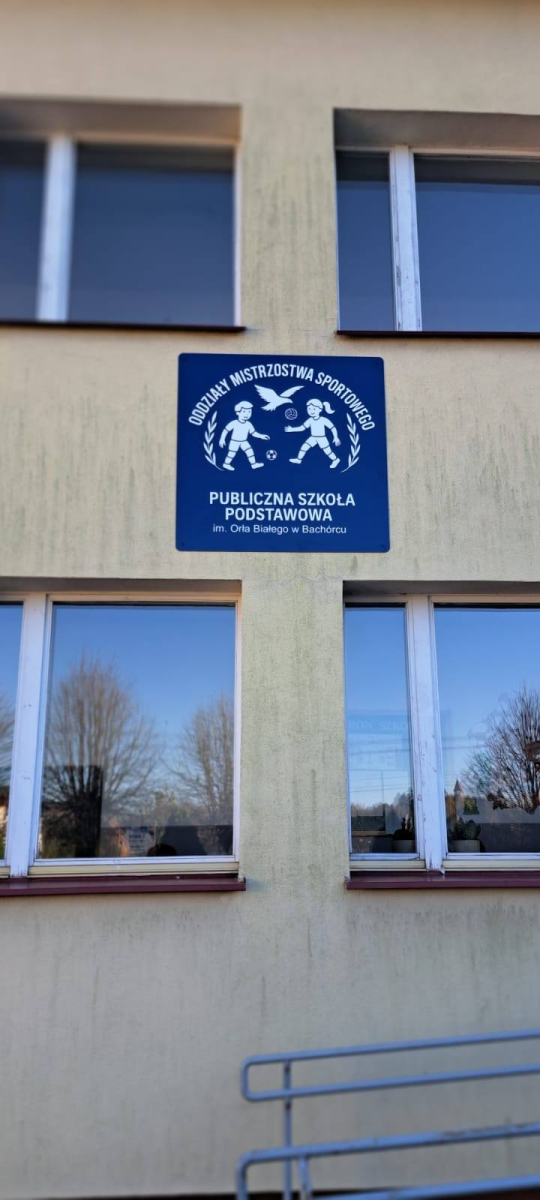 ODDZIAŁY MISTRZOSTWA SPORTOWEGO
PUBLICZNA SZKOŁA
PODSTAWOWA
im. Orła Białego w Bachórcu